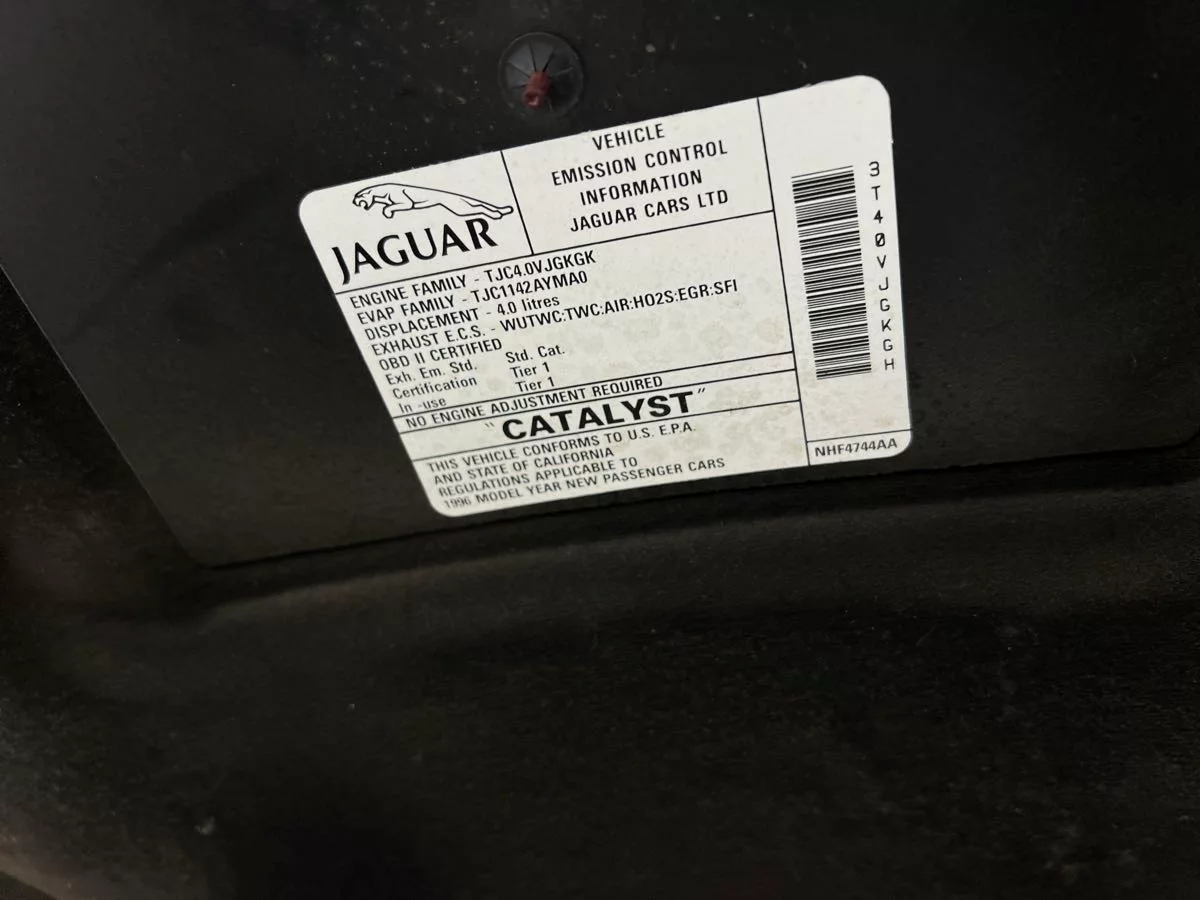 JAGUAR
VEHICLE
EMISSION CONTROL
INFORMATION
JAGUAR CARS LTD
ENGINE FAMILY - TJC4.0VJGKGK
EVAP FAMILY - TJC1142AYMA0
DISPLACEMENT - 4.0 litres
EXHAUST E.C.S. - WUTWC:TWC:AIR:HO2S:EGR:SFI
OBD II CERTIFIED
Exh. Em. Std. Std. Cat.
Certification Tier 1
In -use Tier 1
NO ENGINE ADJUSTMENT REQUIRED
"CATALYST"
THIS VEHICLE CONFORMS TO U.S. E.P.A.
AND STATE OF CALIFORNIA
REGULATIONS APPLICABLE TO
1996 MODEL YEAR NEW PASSENGER CARS
3T40VJGKGH
NHF4744AA